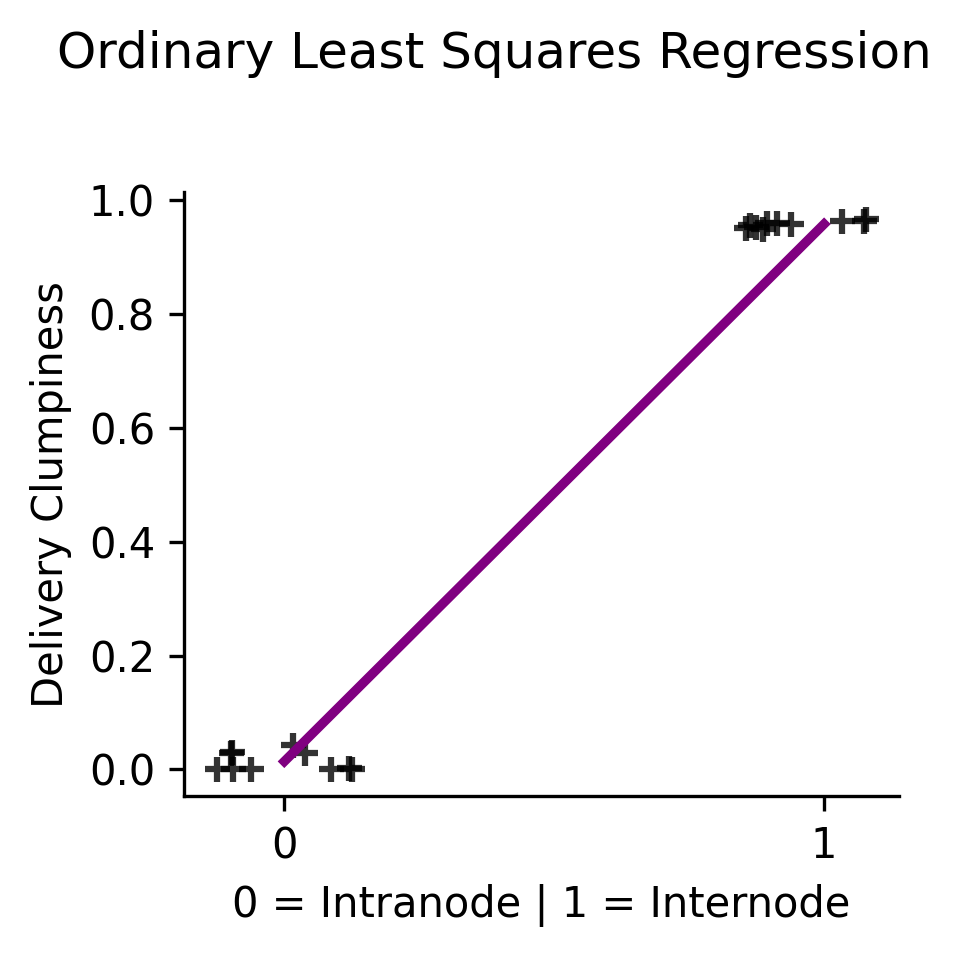 Ordinary Least Squares Regression
Delivery Clumpiness
1.0
0.8
0.6
0.4
0.2
0.0
0 1
0 = Intranode | 1 = Internode